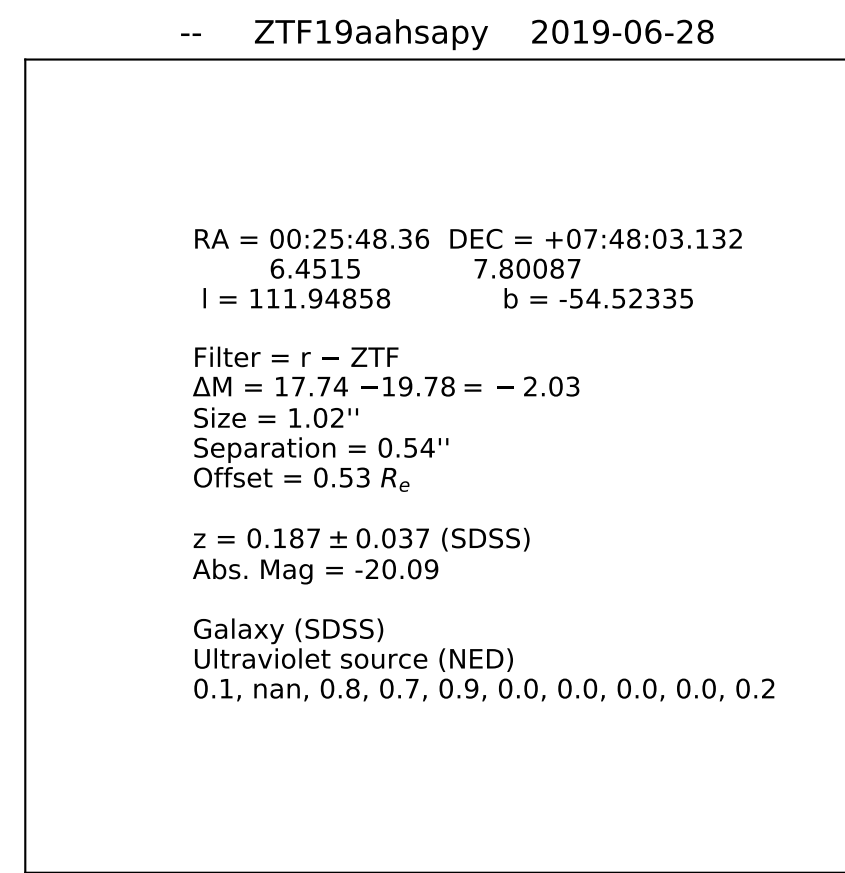 -- ZTF19aahsapy 2019-06-28
RA = 00:25:48.36 DEC = +07:48:03.132
6.4515 7.80087
l = 111.94858 b = -54.52335
Filter = r − ZTF
ΔM = 17.74 −19.78 = − 2.03
Size = 1.02''
Separation = 0.54''
Offset = 0.53 Re
z = 0.187 ± 0.037 (SDSS)
Abs. Mag = -20.09
Galaxy (SDSS)
Ultraviolet source (NED)
0.1, nan, 0.8, 0.7, 0.9, 0.0, 0.0, 0.0, 0.0, 0.2